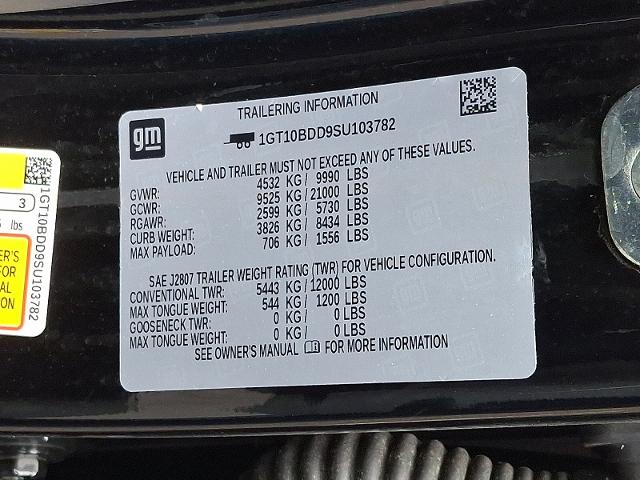 TRAILERING INFORMATION
gm
1GT10BDD9SU103782
VEHICLE AND TRAILER MUST NOT EXCEED ANY OF THESE VALUES.
GVWR: 4532 KG / 9990 LBS
GCWR: 9525 KG / 21000 LBS
RGAWR: 2599 KG / 5730 LBS
CURB WEIGHT: 3826 KG / 8434 LBS
MAX PAYLOAD: 706 KG / 1556 LBS
SAE J2807 TRAILER WEIGHT RATING (TWR) FOR VEHICLE CONFIGURATION.
CONVENTIONAL TWR: 5443 KG / 12000 LBS
MAX TONGUE WEIGHT: 544 KG / 1200 LBS
GOOSENECK TWR: 0 KG / 0 LBS
MAX TONGUE WEIGHT: 0 KG / 0 LBS
SEE OWNER'S MANUAL FOR MORE INFORMATION
3
lbs
1GT10BDD9SU103782
FOR